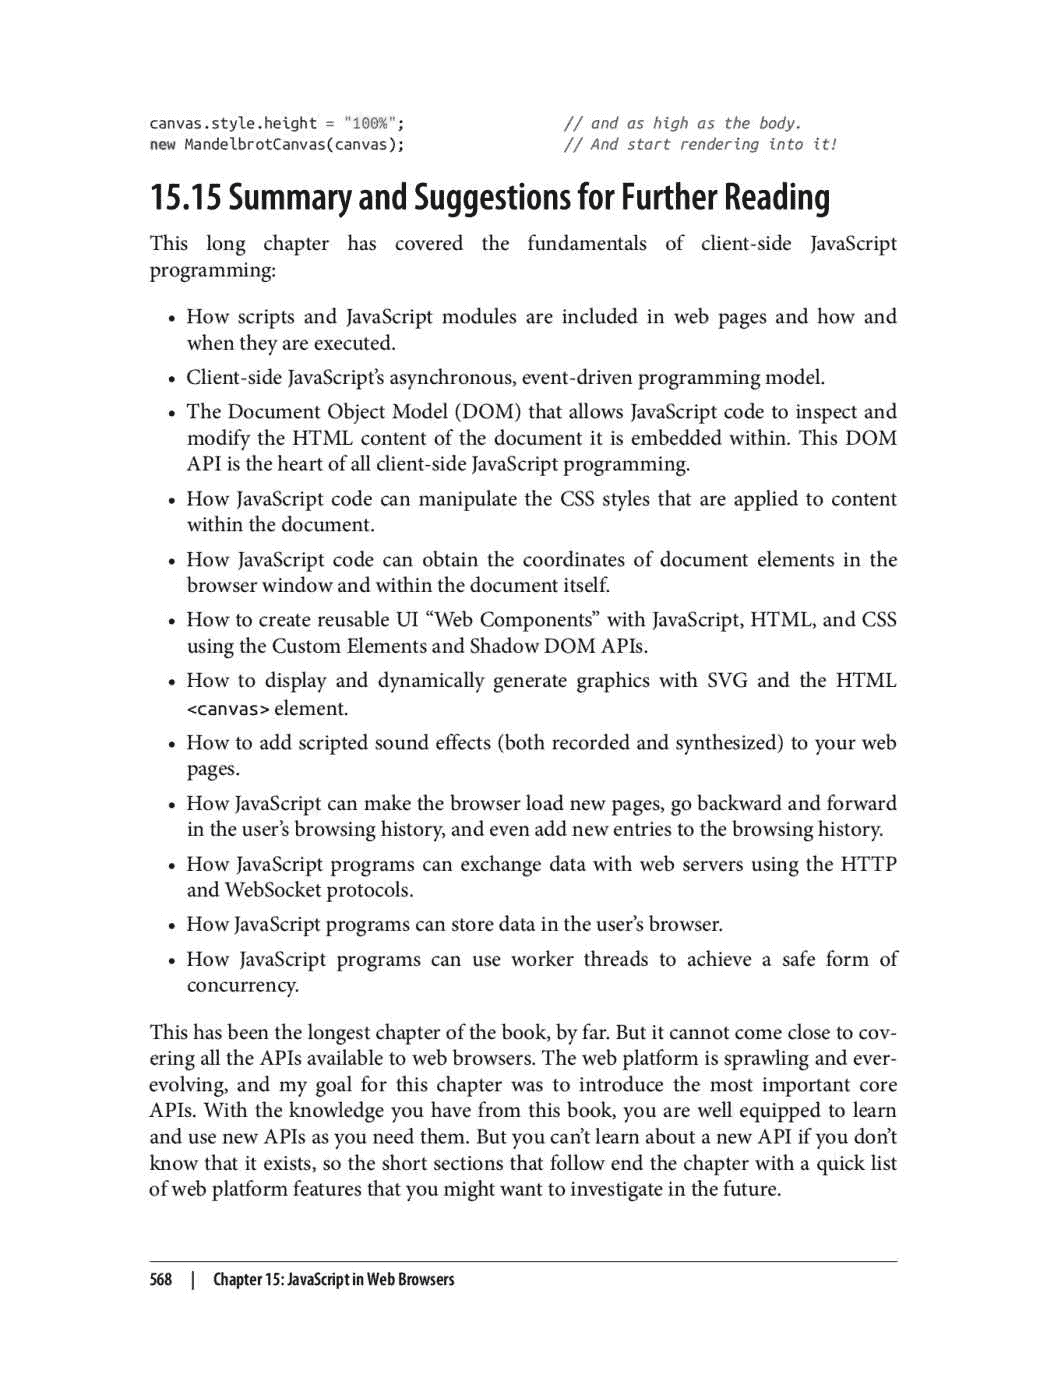 canvas.style.height = "100%";                  // and as high as the body.
new MandelbrotCanvas(canvas);                  // And start rendering into it!
15.15 Summary and Suggestions for Further Reading
This long chapter has covered the fundamentals of client-side JavaScript
programming:
• How scripts and JavaScript modules are included in web pages and how and
when they are executed.
• Client-side JavaScript’s asynchronous, event-driven programming model.
• The Document Object Model (DOM) that allows JavaScript code to inspect and
modify the HTML content of the document it is embedded within. This DOM
API is the heart of all client-side JavaScript programming.
• How JavaScript code can manipulate the CSS styles that are applied to content
within the document.
• How JavaScript code can obtain the coordinates of document elements in the
browser window and within the document itself.
• How to create reusable UI “Web Components” with JavaScript, HTML, and CSS
using the Custom Elements and Shadow DOM APIs.
• How to display and dynamically generate graphics with SVG and the HTML
<canvas> element.
• How to add scripted sound effects (both recorded and synthesized) to your web
pages.
• How JavaScript can make the browser load new pages, go backward and forward
in the user’s browsing history, and even add new entries to the browsing history.
• How JavaScript programs can exchange data with web servers using the HTTP
and WebSocket protocols.
• How JavaScript programs can store data in the user’s browser.
• How JavaScript programs can use worker threads to achieve a safe form of
concurrency.
This has been the longest chapter of the book, by far. But it cannot come close to cov-
ering all the APIs available to web browsers. The web platform is sprawling and ever-
evolving, and my goal for this chapter was to introduce the most important core
APIs. With the knowledge you have from this book, you are well equipped to learn
and use new APIs as you need them. But you can’t learn about a new API if you don’t
know that it exists, so the short sections that follow end the chapter with a quick list
of web platform features that you might want to investigate in the future.
568 | Chapter 15: JavaScript in Web Browsers